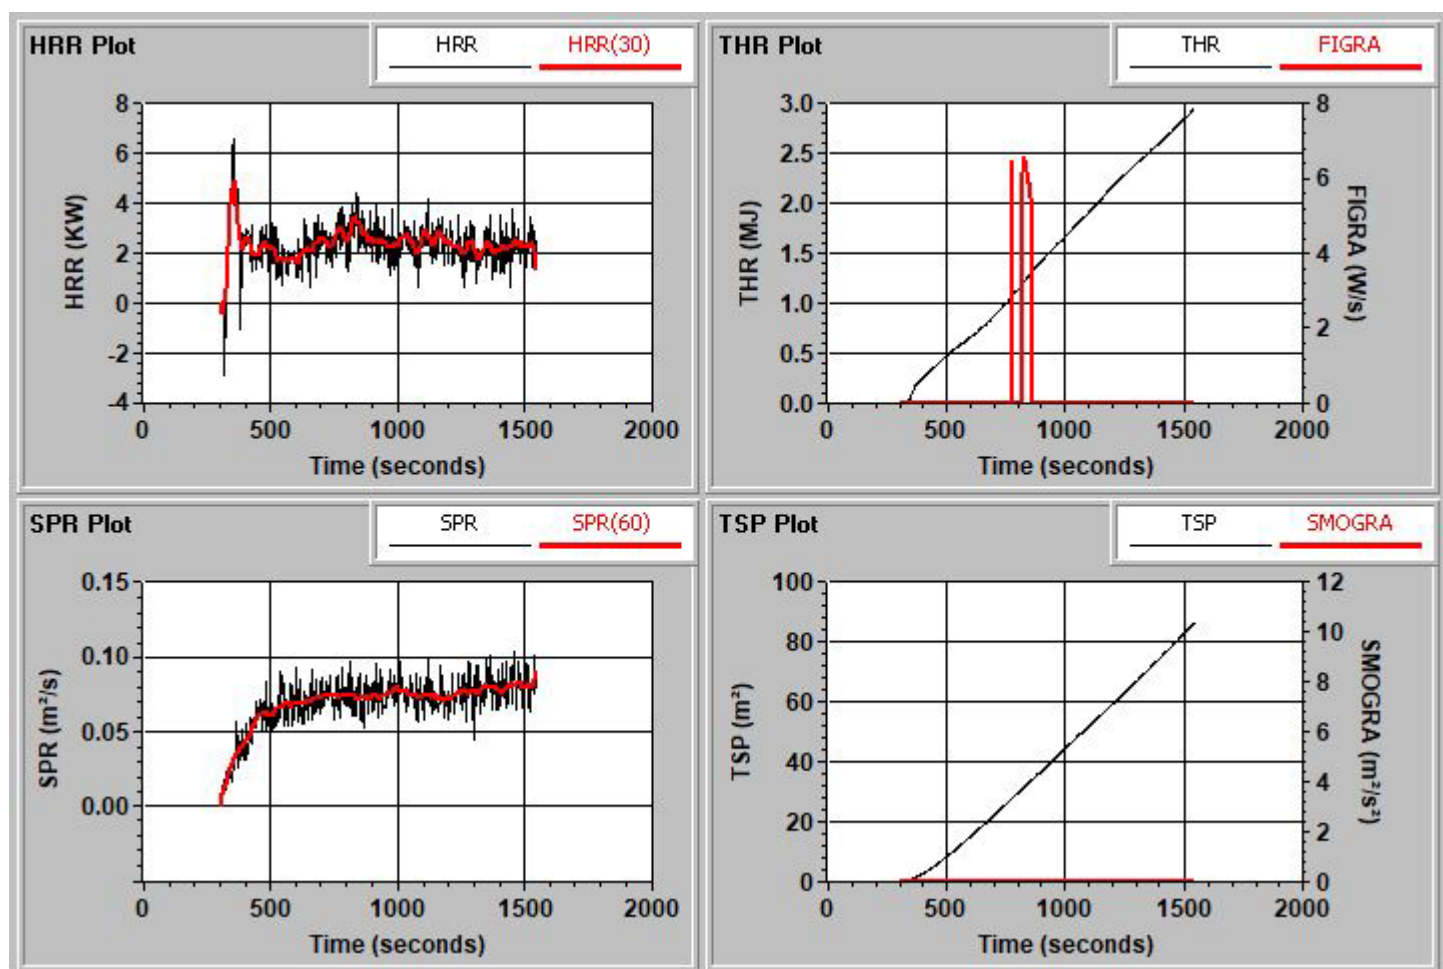 HRR Plot
HRR HRR(30)
8
6
4
2
0
-2
-4
HRR (KW)
0 500 1000 1500 2000
Time (seconds)
THR Plot
THR FIGRA
3.0
2.5
2.0
1.5
1.0
0.5
0.0
THR (MJ)
8
6
4
2
0
FIGRA (W/s)
0 500 1000 1500 2000
Time (seconds)
SPR Plot
SPR SPR(60)
0.15
0.10
0.05
0.00
SPR (m²/s)
0 500 1000 1500 2000
Time (seconds)
TSP Plot
TSP SMOGRA
100
80
60
40
20
0
TSP (m²)
12
10
8
6
4
2
0
SMOGRA (m²/s²)
0 500 1000 1500 2000
Time (seconds)